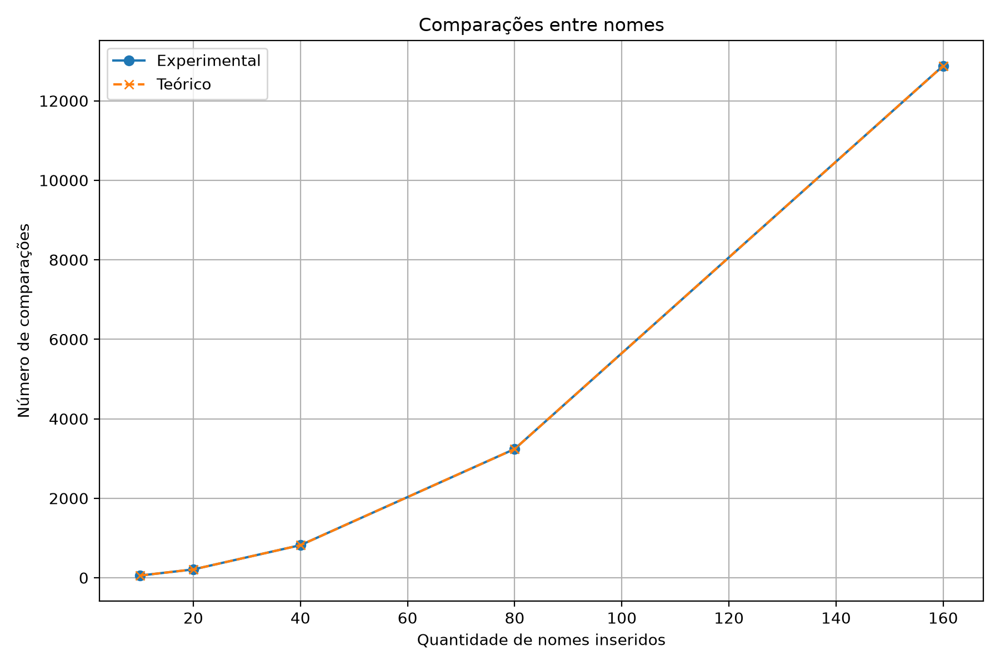 Comparações entre nomes
Experimental
Teórico
12000
10000
8000
6000
4000
2000
0
Número de comparações
20 40 60 80 100 120 140 160
Quantidade de nomes inseridos